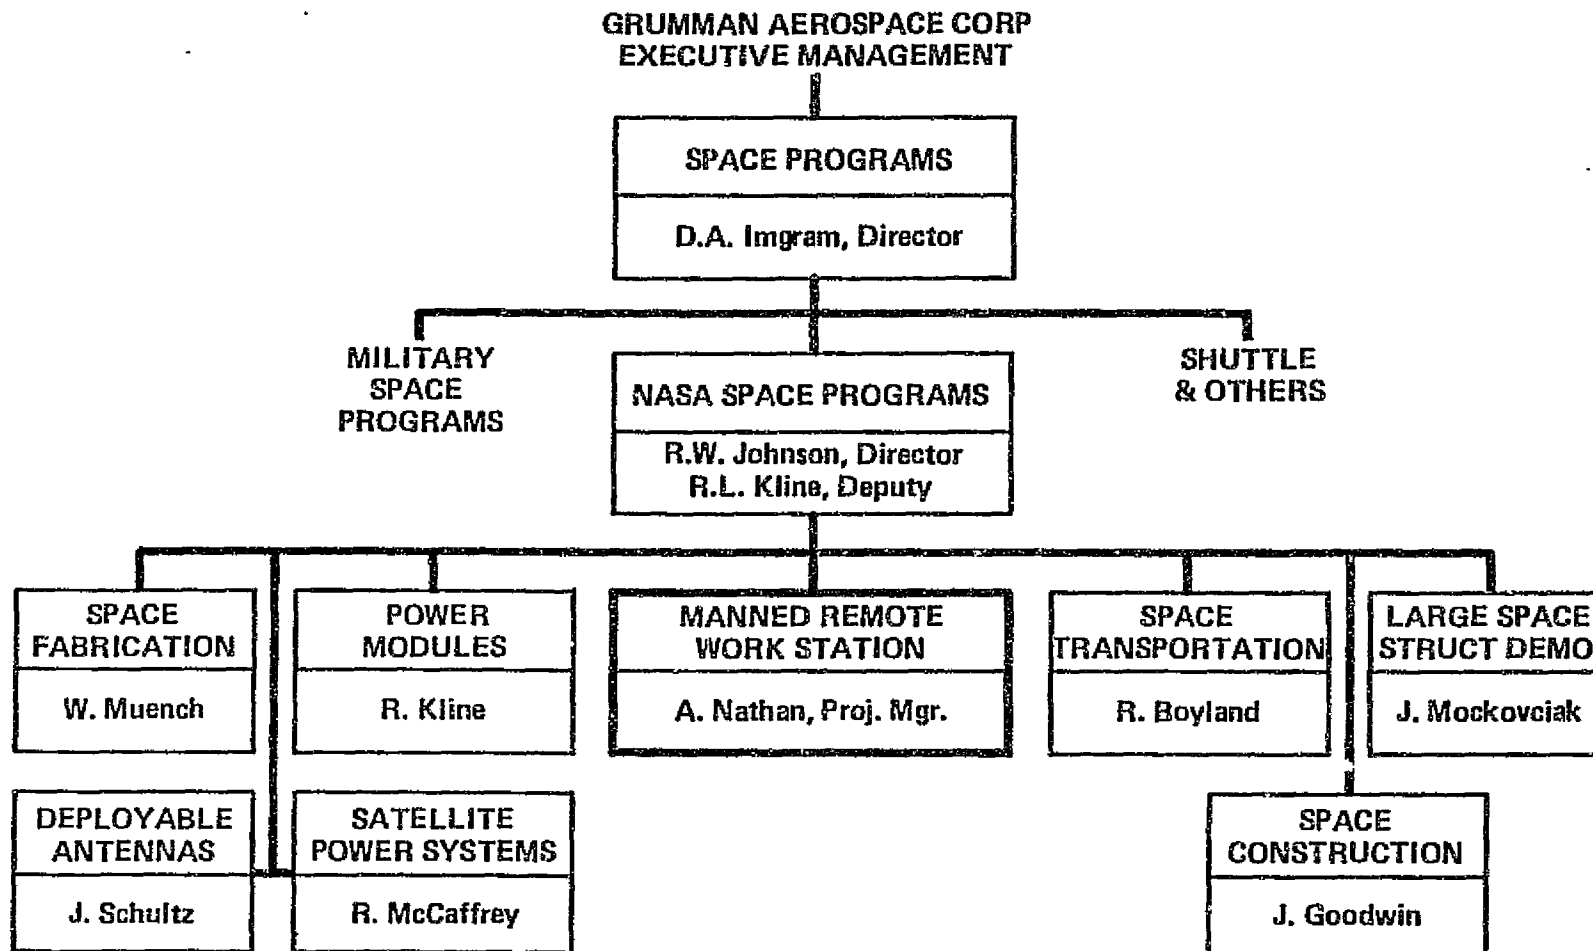 GRUMMAN AEROSPACE CORP
EXECUTIVE MANAGEMENT
SPACE PROGRAMS
D.A. Imgram, Director
MILITARY
SPACE
PROGRAMS
NASA SPACE PROGRAMS
R.W. Johnson, Director
R.L. Kline, Deputy
SHUTTLE
& OTHERS
SPACE
FABRICATION
W. Muench
POWER
MODULES
R. Kline
MANNED REMOTE
WORK STATION
A. Nathan, Proj. Mgr.
SPACE
TRANSPORTATION
R. Boyland
LARGE SPACE
STRUCT DEMO
J. Mockovciak
DEPLOYABLE
ANTENNAS
J. Schultz
SATELLITE
POWER SYSTEMS
R. McCaffrey
SPACE
CONSTRUCTION
J. Goodwin